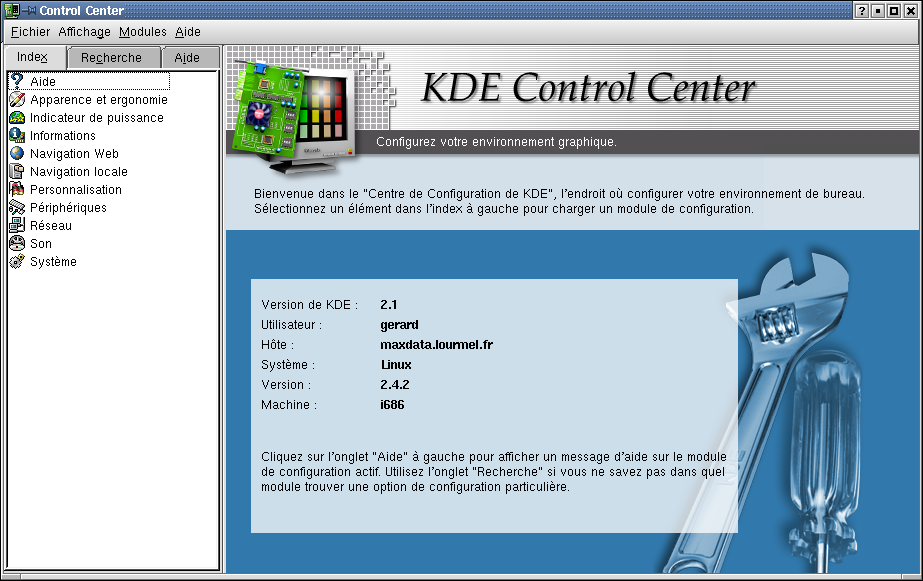 Control Center
Fichier Affichage Modules Aide
Index Recherche Aide
Aide
Apparence et ergonomie
Indicateur de puissance
Informations
Navigation Web
Navigation locale
Personnalisation
Périphériques
Réseau
Son
Système
KDE Control Center
Configurez votre environnement graphique.
Bienvenue dans le "Centre de Configuration de KDE", l'endroit où configurer votre environnement de bureau.
Sélectionnez un élément dans l'index à gauche pour charger un module de configuration.
Version de KDE : 2.1
Utilisateur : gerard
Hôte : maxdata.lourmel.fr
Système : Linux
Version : 2.4.2
Machine : i686
Cliquez sur l'onglet "Aide" à gauche pour afficher un message d'aide sur le module
de configuration actif. Utilisez l'onglet "Recherche" si vous ne savez pas dans quel
module trouver une option de configuration particulière.